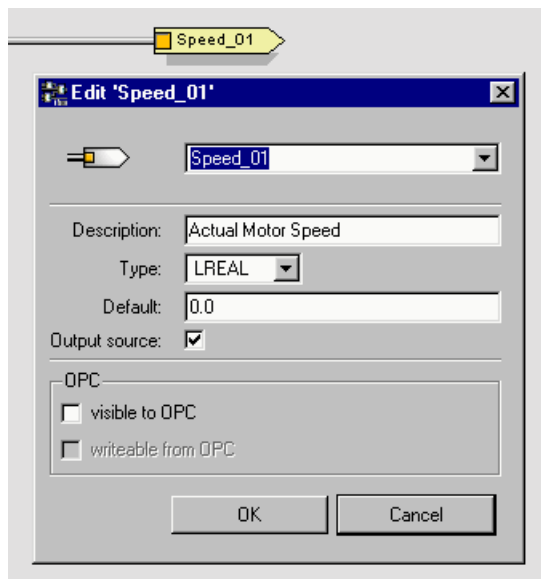 Speed_01
Edit 'Speed_01'
Speed_01
Description: Actual Motor Speed
Type: LREAL
Default: 0.0
Output source:
OPC
visible to OPC
writeable from OPC
OK Cancel